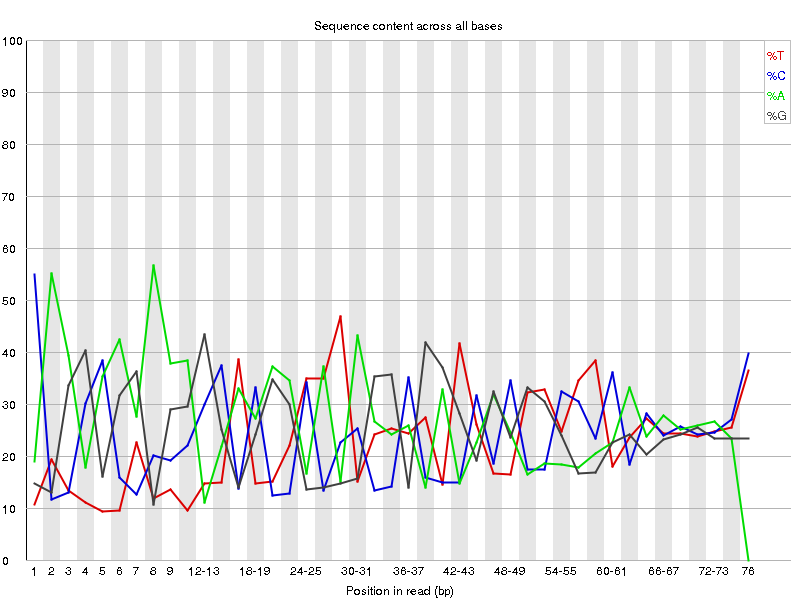 Sequence content across all bases
100
90
80
70
60
50
40
30
20
10
0
%T
%C
%A
%G
1 2 3 4 5 6 7 8 9 12-13 18-19 24-25 30-31 36-37 42-43 48-49 54-55 60-61 66-67 72-73 76
Position in read (bp)